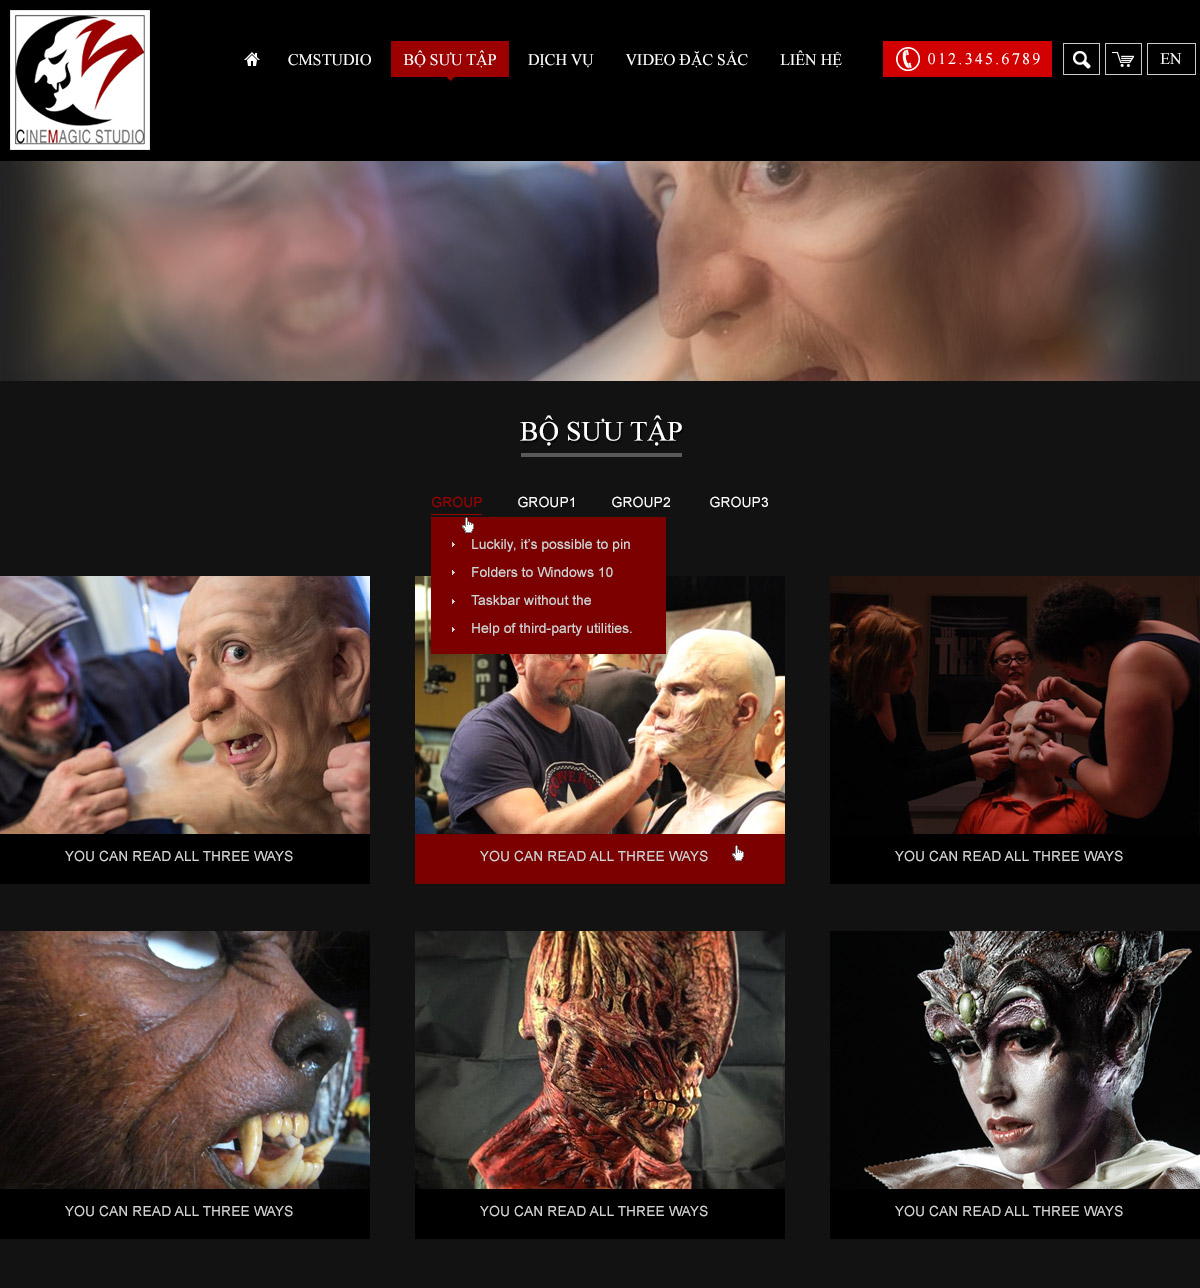 CINEMAGIC STUDIO
CMSTUDIO
BỘ SƯU TẬP
DỊCH VỤ
VIDEO ĐẶC SẮC
LIÊN HỆ
012.345.6789
EN
BỘ SƯU TẬP
GROUP
GROUP1
GROUP2
GROUP3
Luckily, it's possible to pin
Folders to Windows 10
Taskbar without the
Help of third-party utilities.
YOU CAN READ ALL THREE WAYS
YOU CAN READ ALL THREE WAYS
YOU CAN READ ALL THREE WAYS
YOU CAN READ ALL THREE WAYS
YOU CAN READ ALL THREE WAYS
YOU CAN READ ALL THREE WAYS